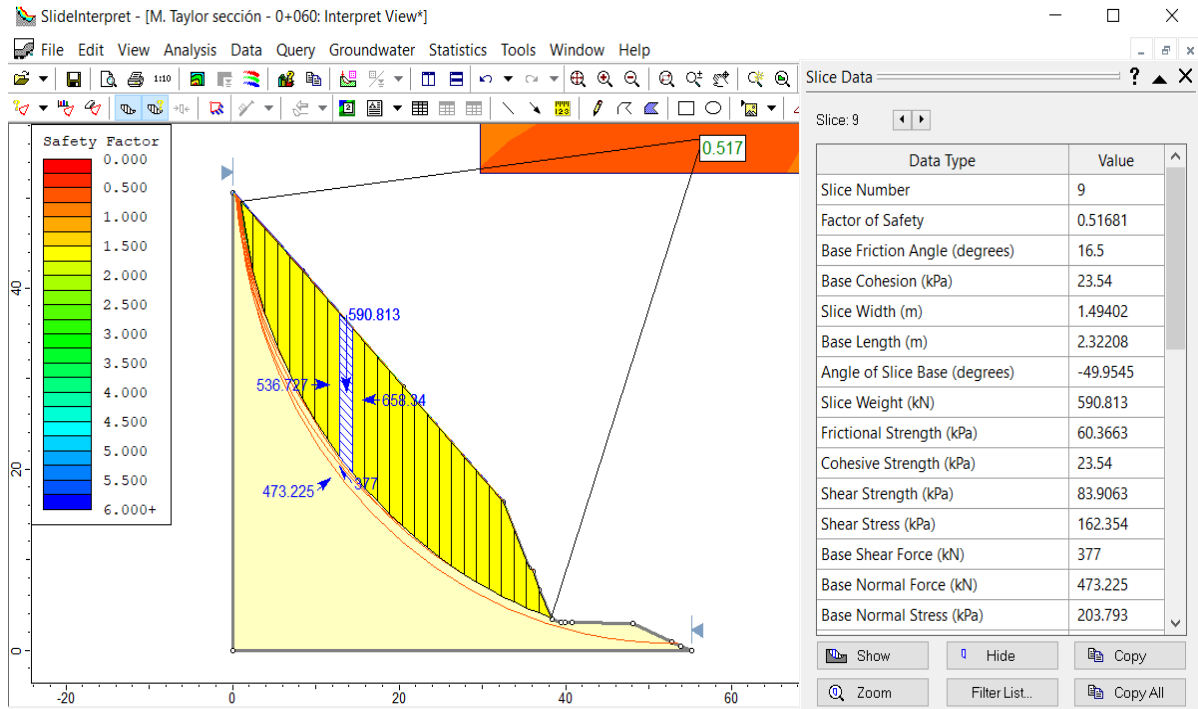 SlideInterpret - [M. Taylor sección - 0+060: Interpret View*]
File Edit View Analysis Data Query Groundwater Statistics Tools Window Help
1:10
Slice Data
?
Slice: 9
Data Type Value
Slice Number 9
Factor of Safety 0.51681
Base Friction Angle (degrees) 16.5
Base Cohesion (kPa) 23.54
Slice Width (m) 1.49402
Base Length (m) 2.32208
Angle of Slice Base (degrees) -49.9545
Slice Weight (kN) 590.813
Frictional Strength (kPa) 60.3663
Cohesive Strength (kPa) 23.54
Shear Strength (kPa) 83.9063
Shear Stress (kPa) 162.354
Base Shear Force (kN) 377
Base Normal Force (kN) 473.225
Base Normal Stress (kPa) 203.793
Show Hide Copy
Zoom Filter List... Copy All
Safety Factor
0.000
0.500
1.000
1.500
2.000
2.500
3.000
3.500
4.000
4.500
5.000
5.500
6.000+
0.517
590.813
536.727
658.34
473.225
377
40
20
0
-20 0 20 40 60